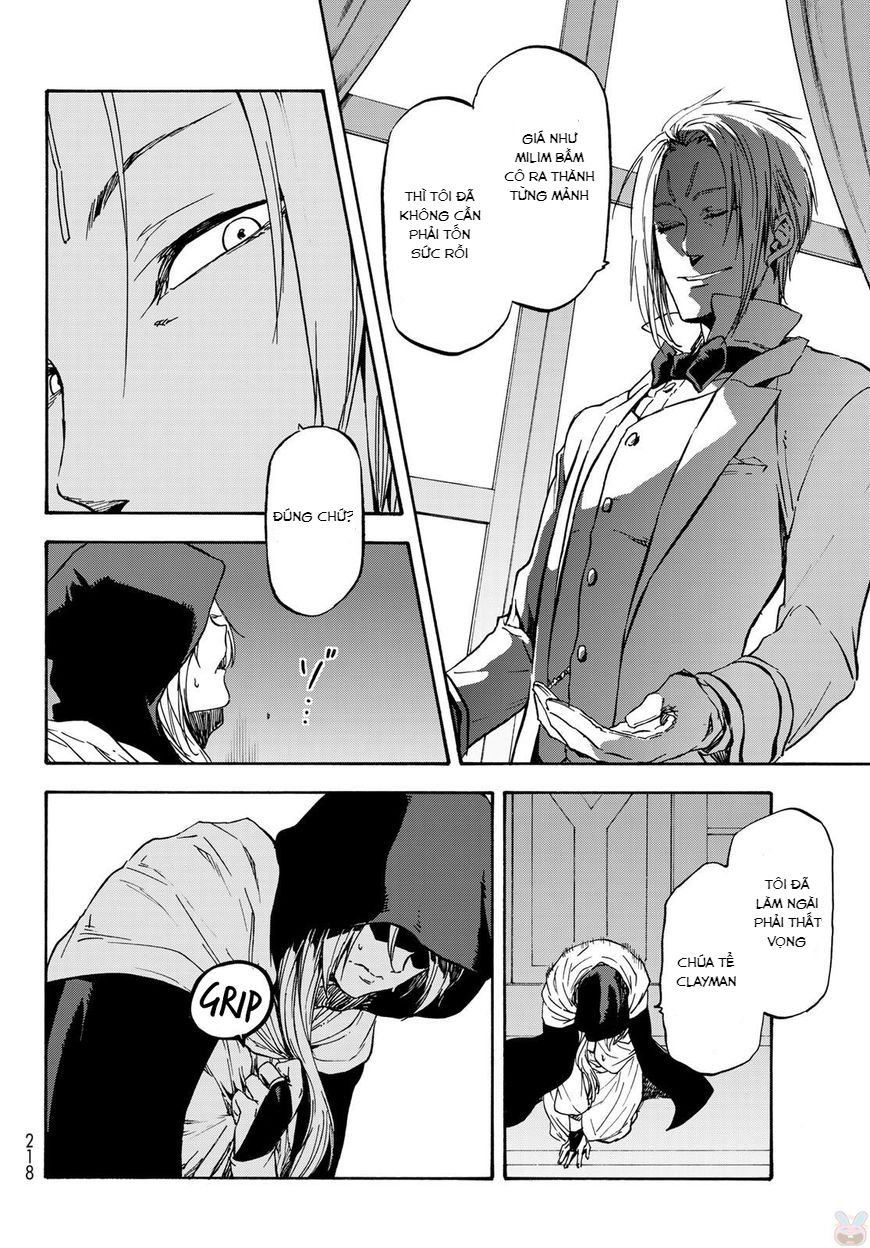 GIÁ NHƯ
MILIM BẰM
CÔ RA THÀNH
TỪNG MẢNH
THÌ TÔI ĐÃ
KHÔNG CẦN
PHẢI TỐN
SỨC RỒI
ĐÚNG CHỨ?
ゾ"...
TÔI ĐÃ
LÀM NGÀI
PHẢI THẤT
VỌNG
CHÚA TỂ
CLAYMAN
GRIP
218